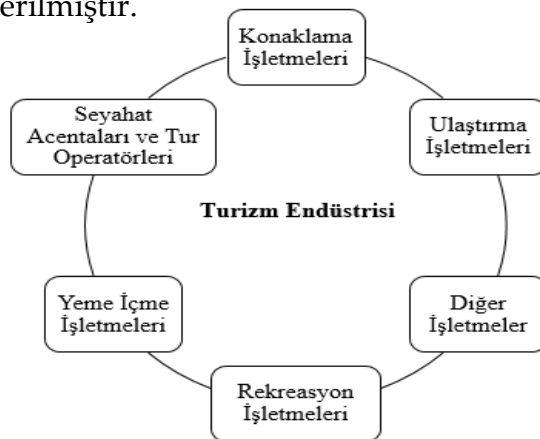 erilmiştir.
Konaklama
İşletmeleri
Seyahat
Acentaları ve Tur
Operatörleri
Ulaştırma
İşletmeleri
Turizm Endüstrisi
Yeme İçme
İşletmeleri
Diğer
İşletmeler
Rekreasyon
İşletmeleri